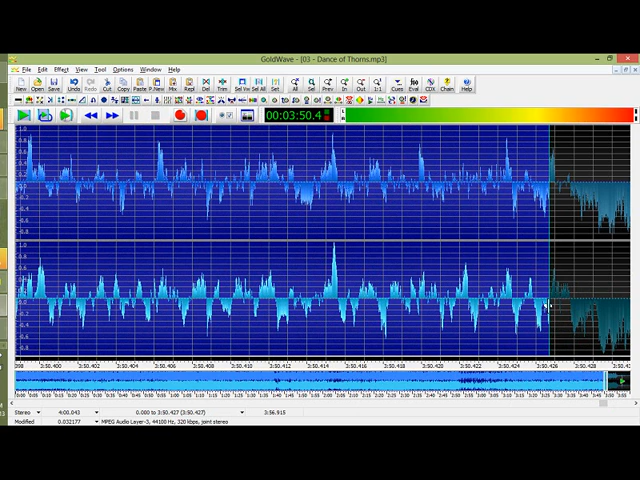 GoldWave - [03 - Dance of Thorns.mp3]
File Edit Effect View Tool Options Window Help
New Open Save Undo Redo Cut Copy Paste P.New Mix Repl Del Trim Sel Vw Sel All Set All Sel Prev In Out 1:1 Cues Eval CDX Chain Help
00:03:50.4
3:50.400 3:50.402 3:50.404 3:50.406 3:50.408 3:50.410 3:50.412 3:50.414 3:50.416 3:50.418 3:50.420 3:50.422 3:50.424 3:50.426 3:50.428 3:50.430
Stereo 4:00.043 0.000 to 3:50.427 (3:50.427) 3:56.915
Modified 0.032177 MPEG Audio Layer-3, 44100 Hz, 320 kbps, joint stereo